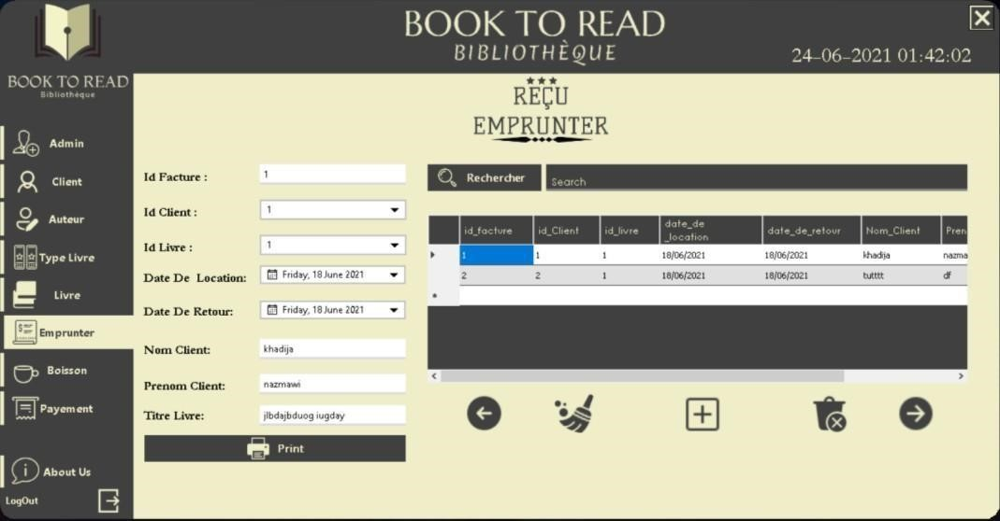 BOOK TO READ
BIBLIOTHÈQUE
24-06-2021 01:42:02
BOOK TO READ
Bibliothèque
Admin
Client
Auteur
Type Livre
Livre
Emprunter
Boisson
Payement
About Us
LogOut
REÇU
EMPRUNTER
Id Facture : 1
Id Client : 1
Id Livre : 1
Date De Location: Friday, 18 June 2021
Date De Retour: Friday, 18 June 2021
Nom Client: khadija
Prenom Client: nazmawi
Titre Livre: jlbdajbduog iugday
Print
Rechercher Search
id_facture id_Client id_livre date_de _location date_de_retour Nom_Client Pren
1 1 1 18/06/2021 18/06/2021 khadija nazma
2 2 1 18/06/2021 18/06/2021 tutttt df